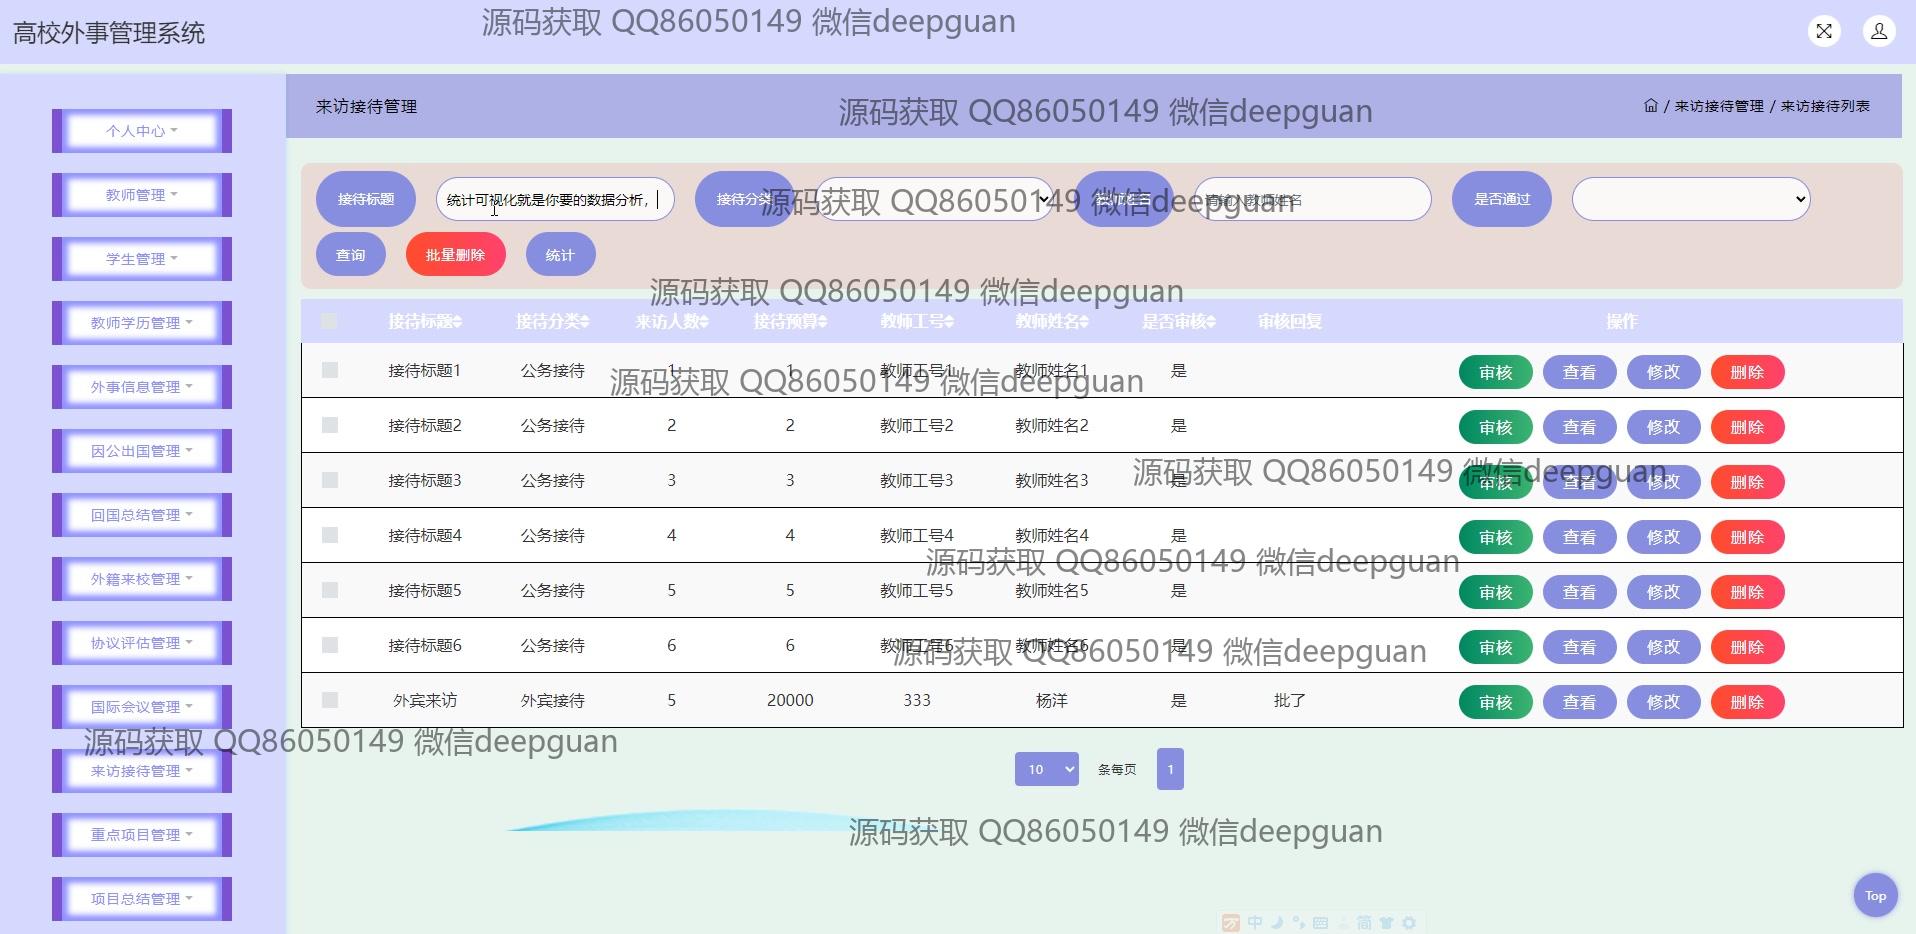 高校外事管理系统
源码获取 QQ86050149 微信deepguan
来访接待管理
源码获取 QQ86050149 微信deepguan
/ 来访接待管理 / 来访接待列表
个人中心
教师管理
学生管理
教师学历管理
外事信息管理
因公出国管理
回国总结管理
外籍来校管理
协议评估管理
国际会议管理
来访接待管理
重点项目管理
项目总结管理
接待标题 统计可视化就是你要的数据分析， 接待分类 教师姓名 请输入教师姓名 是否通过
源码获取 QQ86050149 微信deepguan
查询 批量删除 统计
源码获取 QQ86050149 微信deepguan
接待标题 接待分类 来访人数 接待预算 教师工号 教师姓名 是否审核 审核回复 操作
接待标题1 公务接待 1 1 教师工号1 教师姓名1 是 审核 查看 修改 删除
源码获取 QQ86050149 微信deepguan
接待标题2 公务接待 2 2 教师工号2 教师姓名2 是 审核 查看 修改 删除
接待标题3 公务接待 3 3 教师工号3 教师姓名3 是 审核 查看 修改 删除
源码获取 QQ86050149 微信deepguan
接待标题4 公务接待 4 4 教师工号4 教师姓名4 是 审核 查看 修改 删除
源码获取 QQ86050149 微信deepguan
接待标题5 公务接待 5 5 教师工号5 教师姓名5 是 审核 查看 修改 删除
接待标题6 公务接待 6 6 教师工号6 教师姓名6 是 审核 查看 修改 删除
源码获取 QQ86050149 微信deepguan
外宾来访 外宾接待 5 20000 333 杨洋 是 批了 审核 查看 修改 删除
源码获取 QQ86050149 微信deepguan
10 条每页 1
源码获取 QQ86050149 微信deepguan
Top
中 简